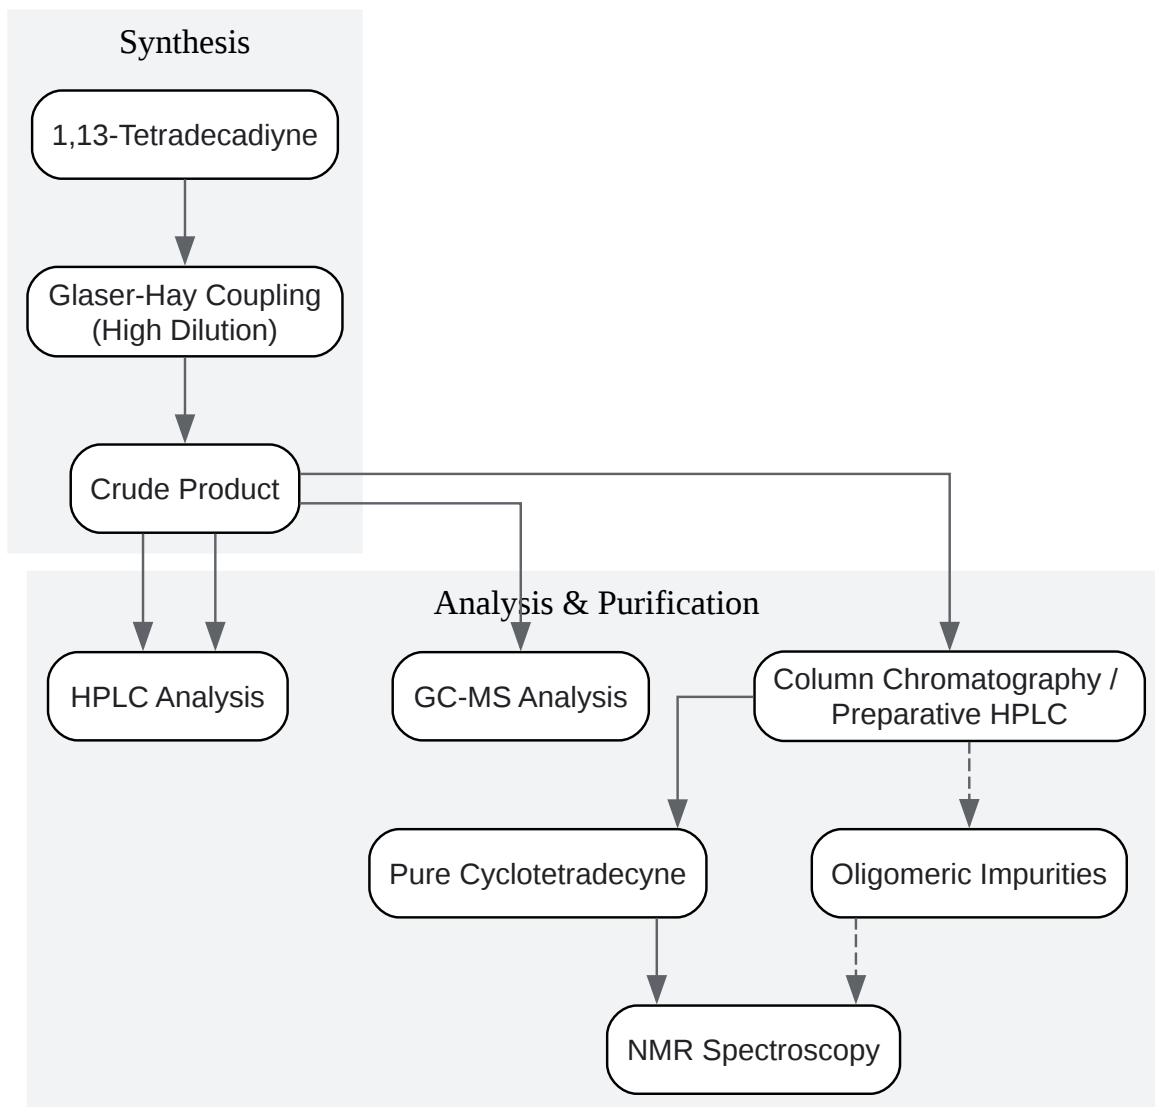 Synthesis
1,13-Tetradecadiyne
Glaser-Hay Coupling
(High Dilution)
Crude Product
Analysis & Purification
HPLC Analysis
GC-MS Analysis
Column Chromatography /
Preparative HPLC
Pure Cyclotetradecyne
Oligomeric Impurities
NMR Spectroscopy